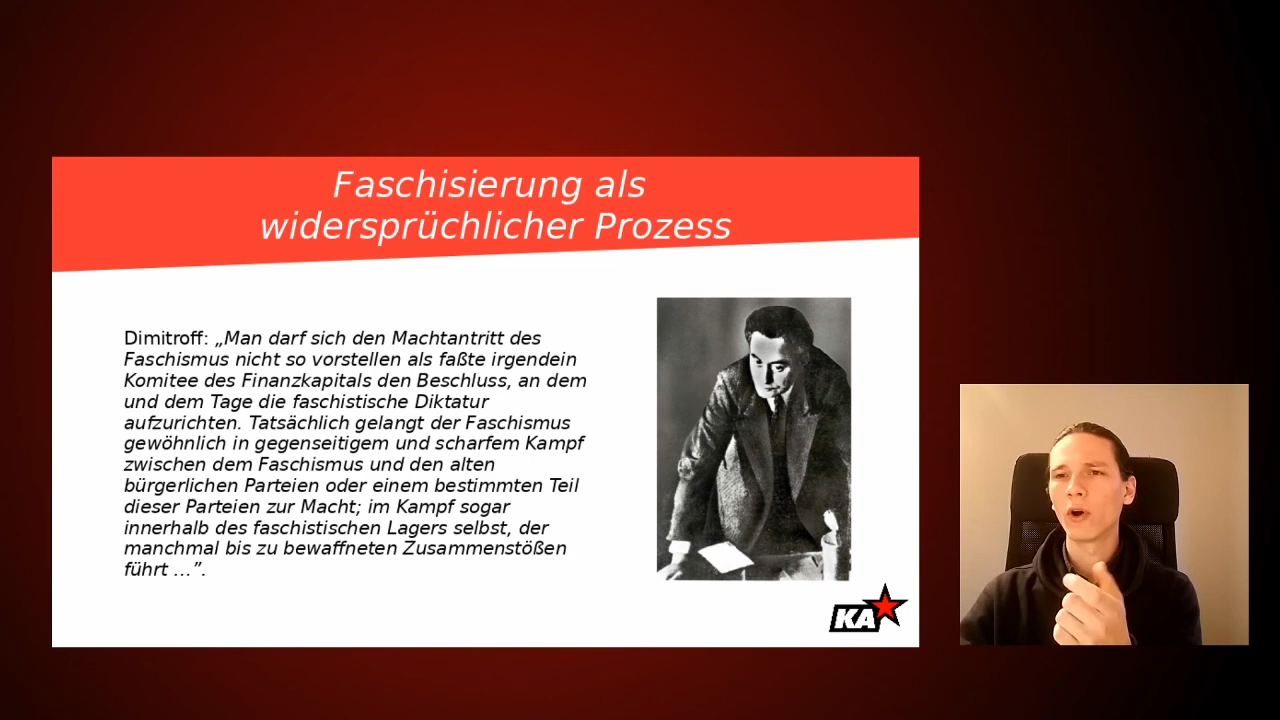 Faschisierung als
widersprüchlicher Prozess
Dimitroff: „Man darf sich den Machtantritt des
Faschismus nicht so vorstellen als faßte irgendein
Komitee des Finanzkapitals den Beschluss, an dem
und dem Tage die faschistische Diktatur
aufzurichten. Tatsächlich gelangt der Faschismus
gewöhnlich in gegenseitigem und scharfem Kampf
zwischen dem Faschismus und den alten
bürgerlichen Parteien oder einem bestimmten Teil
dieser Parteien zur Macht; im Kampf sogar
innerhalb des faschistischen Lagers selbst, der
manchmal bis zu bewaffneten Zusammenstößen
führt ...”.
KA